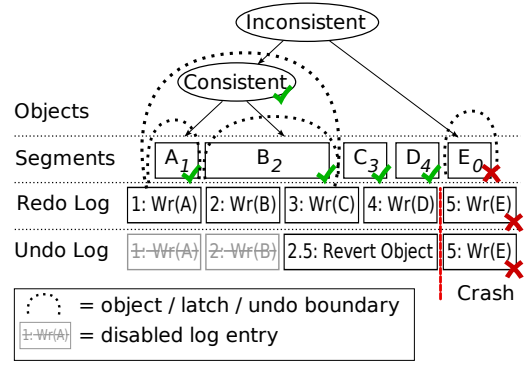 Inconsistent
Consistent
Objects
Segments A1 B2 C3 D4 E0
Redo Log 1: Wr(A) 2: Wr(B) 3: Wr(C) 4: Wr(D) 5: Wr(E)
Undo Log 1: Wr(A) 2: Wr(B) 2.5: Revert Object 5: Wr(E)
Crash
= object / latch / undo boundary
1: Wr(A) = disabled log entry